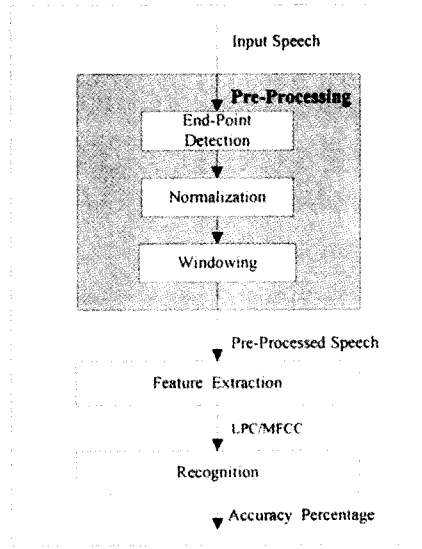 Input Speech
Pre-Processing
End-Point
Detection
Normalization
Windowing
Pre-Processed Speech
Feature Extraction
LPC/MFCC
Recognition
Accuracy Percentage